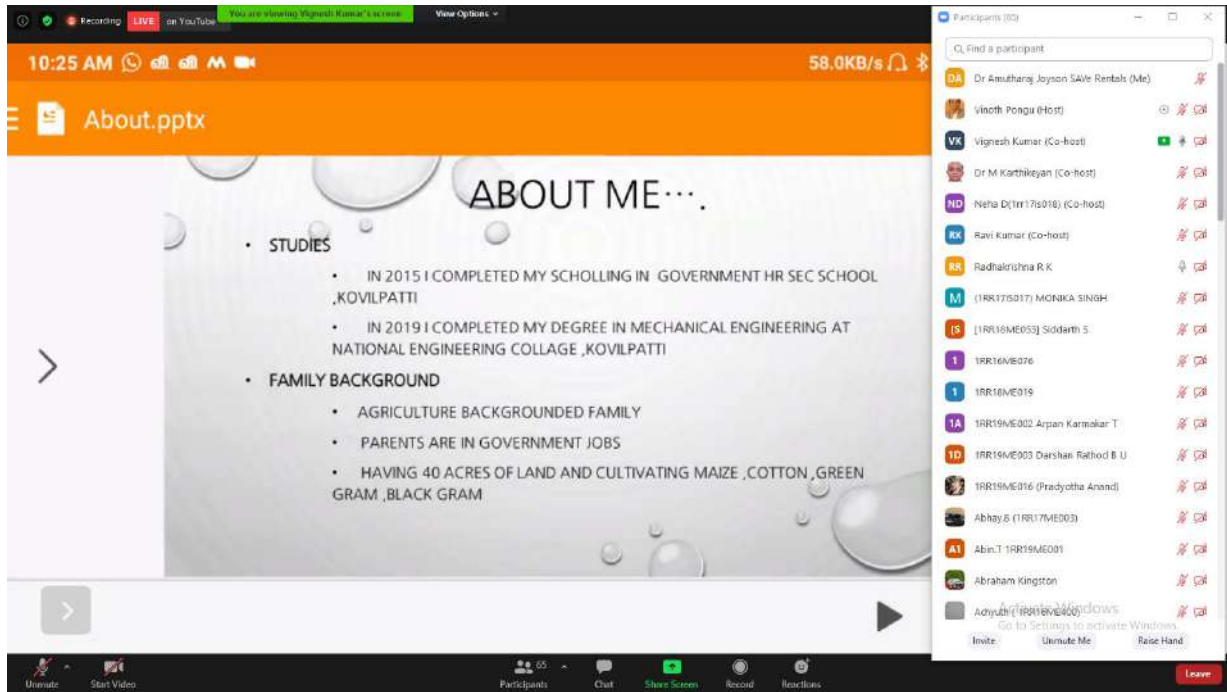 Recording LIVE on YouTube
You are viewing Vignesh Kumar's screen
View Options
10:25 AM
58.0KB/s
About.pptx
ABOUT ME….
• STUDIES
• IN 2015 I COMPLETED MY SCHOLLING IN GOVERNMENT HR SEC SCHOOL
,KOVILPATTI
• IN 2019 I COMPLETED MY DEGREE IN MECHANICAL ENGINEERING AT
NATIONAL ENGINEERING COLLAGE ,KOVILPATTI
• FAMILY BACKGROUND
• AGRICULTURE BACKGROUNDED FAMILY
• PARENTS ARE IN GOVERNMENT JOBS
• HAVING 40 ACRES OF LAND AND CULTIVATING MAIZE ,COTTON ,GREEN
GRAM ,BLACK GRAM
Participants (65)
Find a participant
DA Dr Amutharaj Joyson SAVe Rentals (Me)
Vinoth Pongu (Host)
VK Vignesh Kumar (Co-host)
Dr M Karthikeyan (Co-host)
ND Neha D(1rr17is018) (Co-host)
RK Ravi Kumar (Co-host)
RR Radhakrishna R K
M (1RR17IS017) MONIKA SINGH
[S [1RR18ME053] Siddarth S
1 1RR16ME076
1 1RR18ME019
1A 1RR19ME002 Arpan Karmakar T
1D 1RR19ME003 Darshan Rathod B U
1RR19ME016 (Pradyotha Anand)
Abhay.B (1RR17ME003)
A1 Abin.T 1RR19ME001
Abraham Kingston
Achyuth ( 1RR18ME400)
Activate Windows
Go to Settings to activate Windows.
Invite
Unmute Me
Raise Hand
Unmute
Start Video
65
Participants
Chat
Share Screen
Record
Reactions
Leave